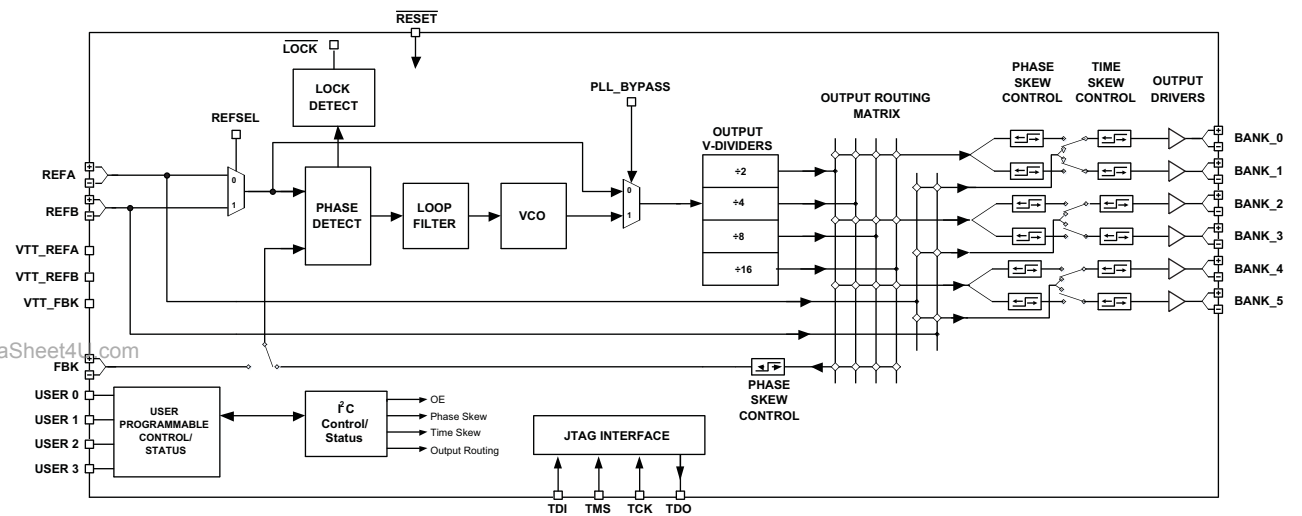 RESET
LOCK
LOCK
DETECT
REFSEL
PLL_BYPASS
OUTPUT ROUTING
MATRIX
PHASE
SKEW
CONTROL
TIME
SKEW
CONTROL
OUTPUT
DRIVERS
OUTPUT
V-DIVIDERS
REFA
REFB
VTT_REFA
VTT_REFB
VTT_FBK
FBK
0
1
PHASE
DETECT
LOOP
FILTER
VCO
0
1
÷2
÷4
÷8
÷16
BANK_0
BANK_1
BANK_2
BANK_3
BANK_4
BANK_5
aSheet4U.com
PHASE
SKEW
CONTROL
USER 0
USER 1
USER 2
USER 3
USER
PROGRAMMABLE
CONTROL/
STATUS
I²C
Control/
Status
OE
Phase Skew
Time Skew
Output Routing
JTAG INTERFACE
TDI
TMS
TCK
TDO